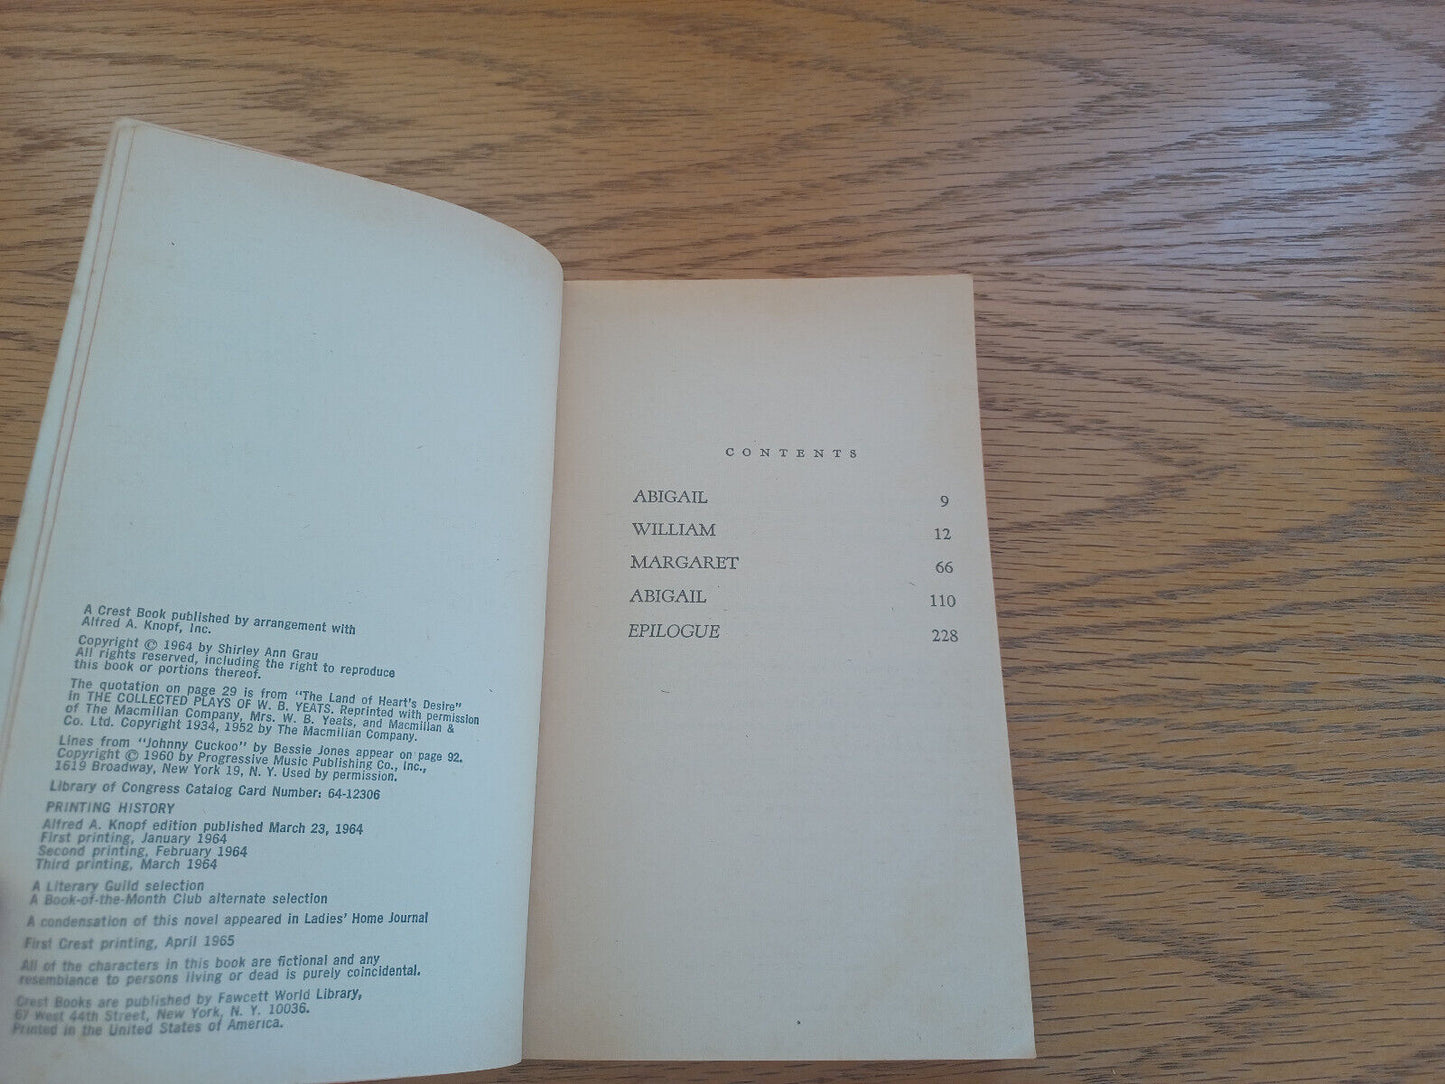 A Crest Book published by arrangement with
Alfred A. Knopf, Inc.
Copyright © 1964 by Shirley Ann Grau
All rights reserved, including the right to reproduce
this book or portions thereof.
The quotation on page 29 is from "The Land of Heart's Desire"
in THE COLLECTED PLAYS OF W. B. YEATS. Reprinted with permission
of The Macmillan Company, Mrs. W. B. Yeats, and Macmillan &
Co. Ltd. Copyright 1934, 1952 by The Macmillan Company.
Lines from "Johnny Cuckoo" by Bessie Jones appear on page 92.
Copyright © 1960 by Progressive Music Publishing Co., Inc.,
1619 Broadway, New York 19, N. Y. Used by permission.
Library of Congress Catalog Card Number: 64-12306
PRINTING HISTORY
Alfred A. Knopf edition published March 23, 1964
First printing, January 1964
Second printing, February 1964
Third printing, March 1964
A Literary Guild selection
A Book-of-the-Month Club alternate selection
A condensation of this novel appeared in Ladies' Home Journal
First Crest printing, April 1965
All of the characters in this book are fictional and any
resemblance to persons living or dead is purely coincidental.
Crest Books are published by Fawcett World Library,
67 West 44th Street, New York, N. Y. 10036.
Printed in the United States of America.
CONTENTS
ABIGAIL 9
WILLIAM 12
MARGARET 66
ABIGAIL 110
EPILOGUE 228